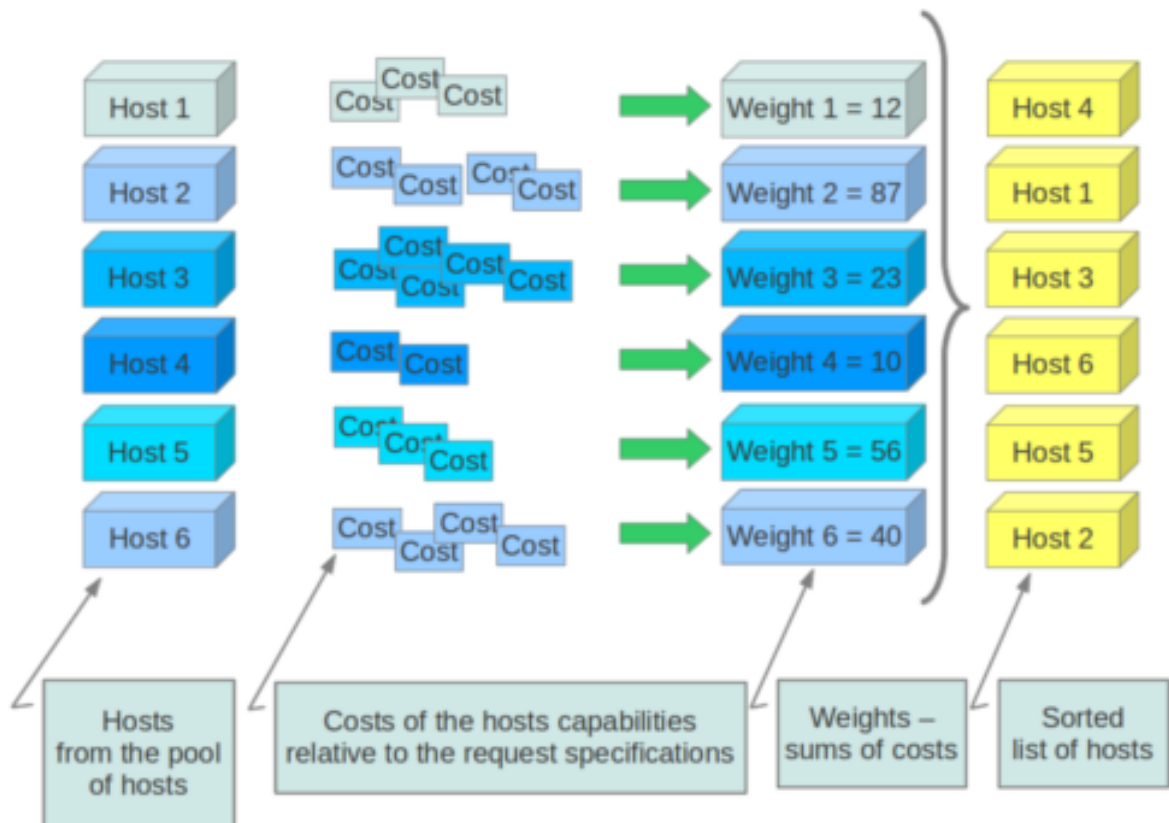 Host 1
Cost
Cost
Cost
Weight 1 = 12
Host 4
Host 2
Cost
Cost
Cost
Cost
Weight 2 = 87
Host 1
Host 3
Cost
Cost
Cost
Cost
Cost
Weight 3 = 23
Host 3
Host 4
Cost
Cost
Weight 4 = 10
Host 6
Host 5
Cost
Cost
Cost
Weight 5 = 56
Host 5
Host 6
Cost
Cost
Cost
Cost
Weight 6 = 40
Host 2
Hosts
from the pool
of hosts
Costs of the hosts capabilities
relative to the request specifications
Weights –
sums of costs
Sorted
list of hosts